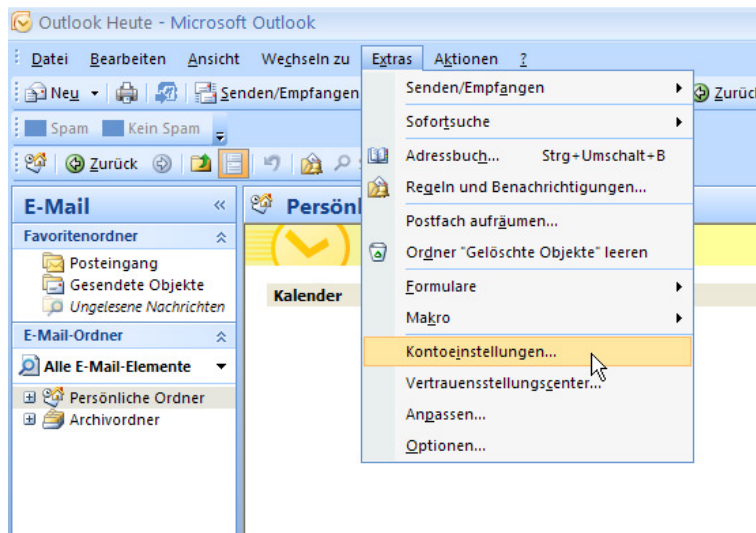 Outlook Heute - Microsoft Outlook
Datei Bearbeiten Ansicht Wechseln zu Extras Aktionen ?
Neu Senden/Empfangen Zurück
Spam Kein Spam
Zurück
E-Mail
Favoritenordner
Posteingang
Gesendete Objekte
Ungelesene Nachrichten
E-Mail-Ordner
Alle E-Mail-Elemente
Persönliche Ordner
Archivordner
Persönl
Kalender
Senden/Empfangen
Sofortsuche
Adressbuch... Strg+Umschalt+B
Regeln und Benachrichtigungen...
Postfach aufräumen...
Ordner "Gelöschte Objekte" leeren
Formulare
Makro
Kontoeinstellungen...
Vertrauensstellungscenter...
Anpassen...
Optionen...